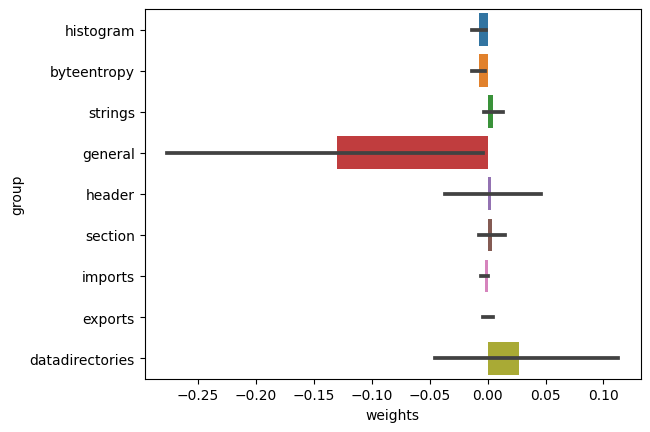 histogram
byteentropy
strings
general
header
section
imports
exports
datadirectories
group
−0.25 −0.20 −0.15 −0.10 −0.05 0.00 0.05 0.10
weights